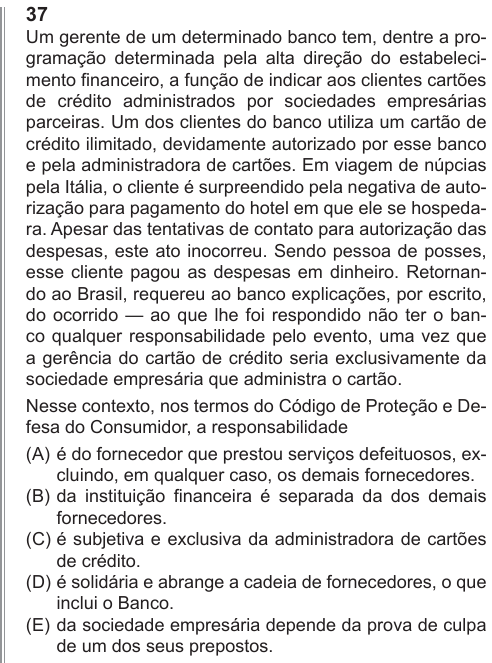 37
Um gerente de um determinado banco tem, dentre a pro-
gramação determinada pela alta direção do estabeleci-
mento financeiro, a função de indicar aos clientes cartões
de crédito administrados por sociedades empresárias
parceiras. Um dos clientes do banco utiliza um cartão de
crédito ilimitado, devidamente autorizado por esse banco
e pela administradora de cartões. Em viagem de núpcias
pela Itália, o cliente é surpreendido pela negativa de auto-
rização para pagamento do hotel em que ele se hospeda-
ra. Apesar das tentativas de contato para autorização das
despesas, este ato inocorreu. Sendo pessoa de posses,
esse cliente pagou as despesas em dinheiro. Retornan-
do ao Brasil, requereu ao banco explicações, por escrito,
do ocorrido — ao que lhe foi respondido não ter o ban-
co qualquer responsabilidade pelo evento, uma vez que
a gerência do cartão de crédito seria exclusivamente da
sociedade empresária que administra o cartão.
Nesse contexto, nos termos do Código de Proteção e De-
fesa do Consumidor, a responsabilidade
(A) é do fornecedor que prestou serviços defeituosos, ex-
cluindo, em qualquer caso, os demais fornecedores.
(B) da instituição financeira é separada da dos demais
fornecedores.
(C) é subjetiva e exclusiva da administradora de cartões
de crédito.
(D) é solidária e abrange a cadeia de fornecedores, o que
inclui o Banco.
(E) da sociedade empresária depende da prova de culpa
de um dos seus prepostos.